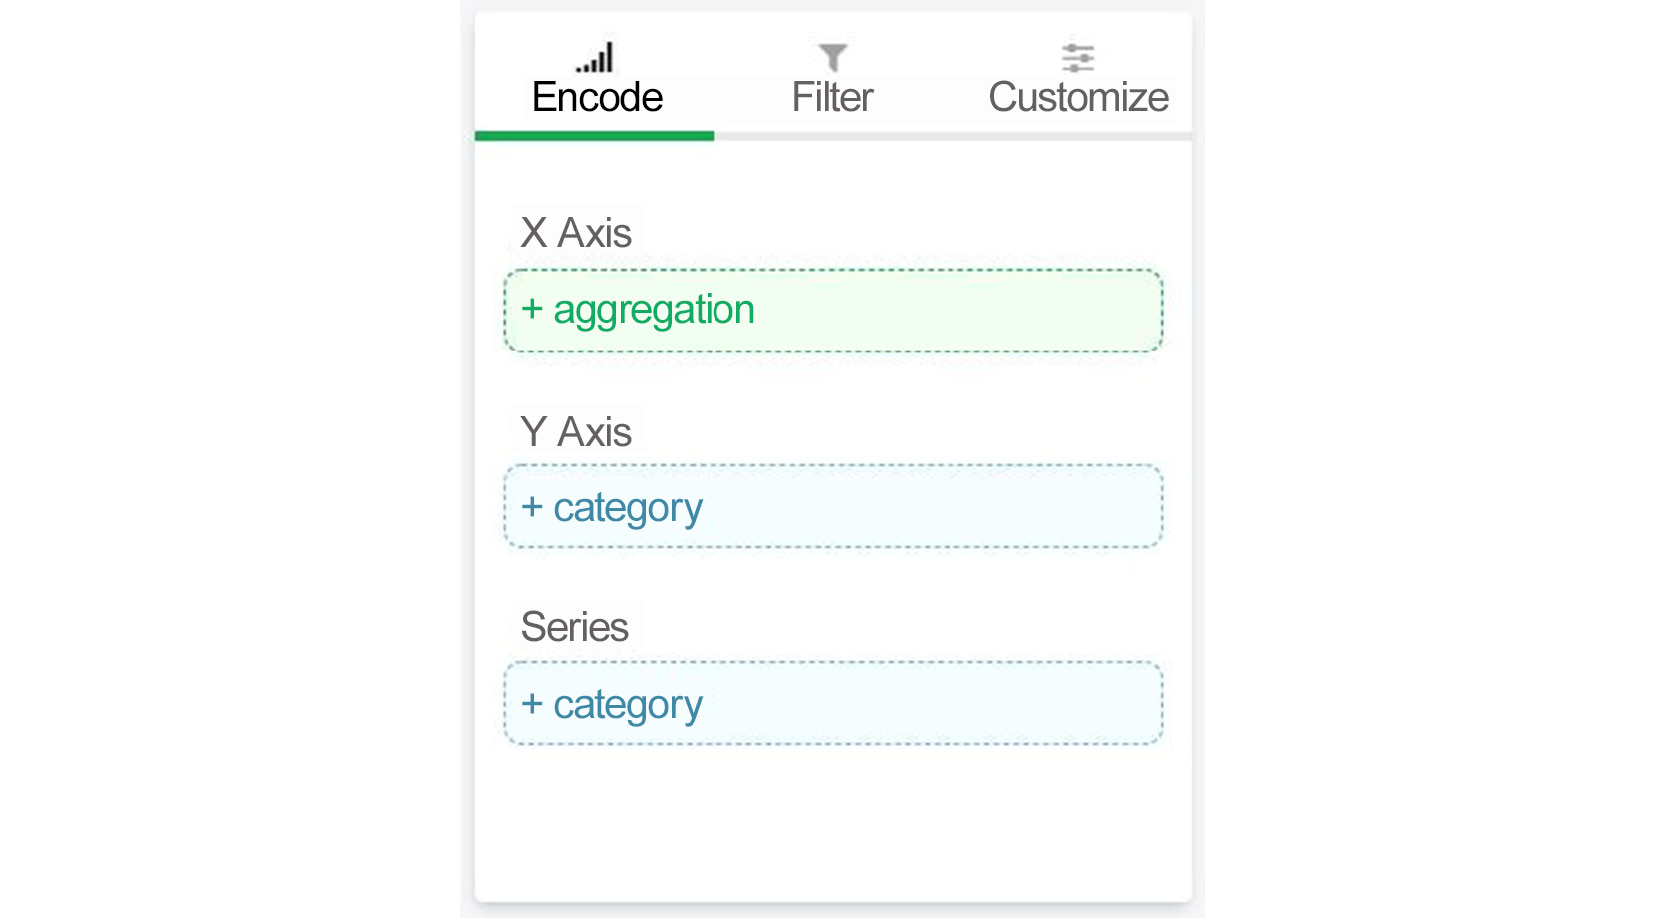 Encode Filter Customize
X Axis
+ aggregation
Y Axis
+ category
Series
+ category